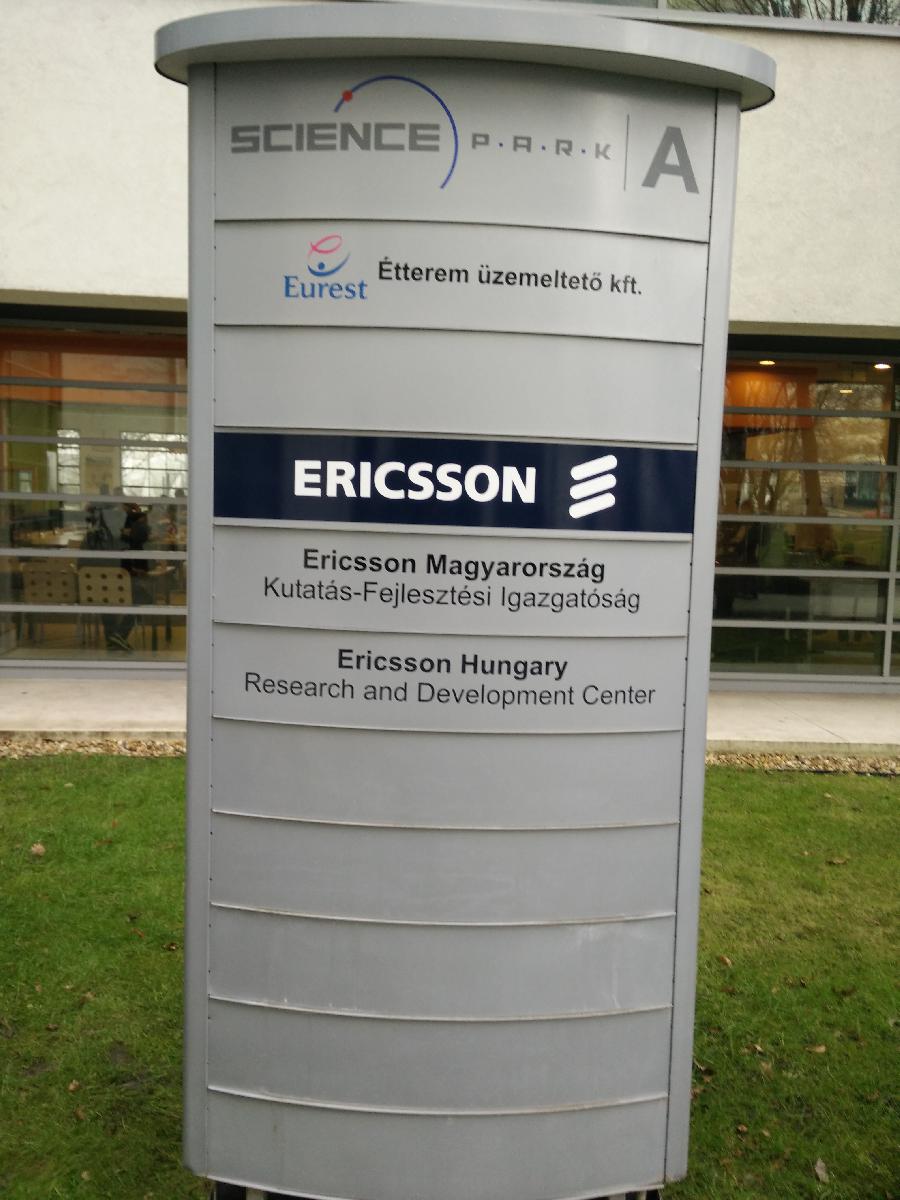 SCIENCE P·A·R·K A
Eurest Étterem üzemeltető kft.
ERICSSON
Ericsson Magyarország
Kutatás-Fejlesztési Igazgatóság
Ericsson Hungary
Research and Development Center